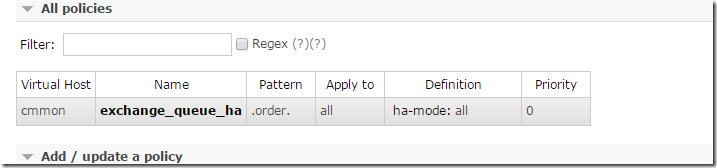 All policies
Filter: Regex (?)(?)
Virtual Host Name Pattern Apply to Definition Priority
cmmon exchange_queue_ha .order. all ha-mode: all 0
Add / update a policy